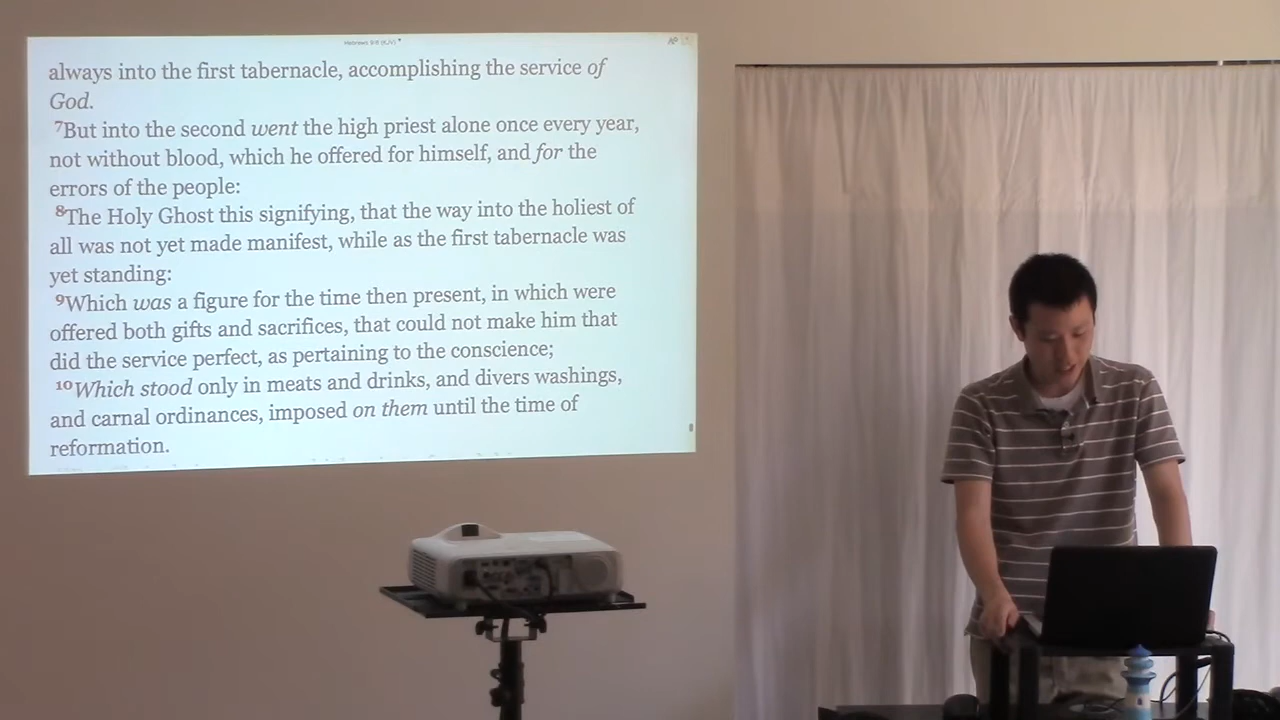 Hebrews 9:8 (KJV)
always into the first tabernacle, accomplishing the service of
God.
7But into the second went the high priest alone once every year,
not without blood, which he offered for himself, and for the
errors of the people:
8The Holy Ghost this signifying, that the way into the holiest of
all was not yet made manifest, while as the first tabernacle was
yet standing:
9Which was a figure for the time then present, in which were
offered both gifts and sacrifices, that could not make him that
did the service perfect, as pertaining to the conscience;
10Which stood only in meats and drinks, and divers washings,
and carnal ordinances, imposed on them until the time of
reformation.